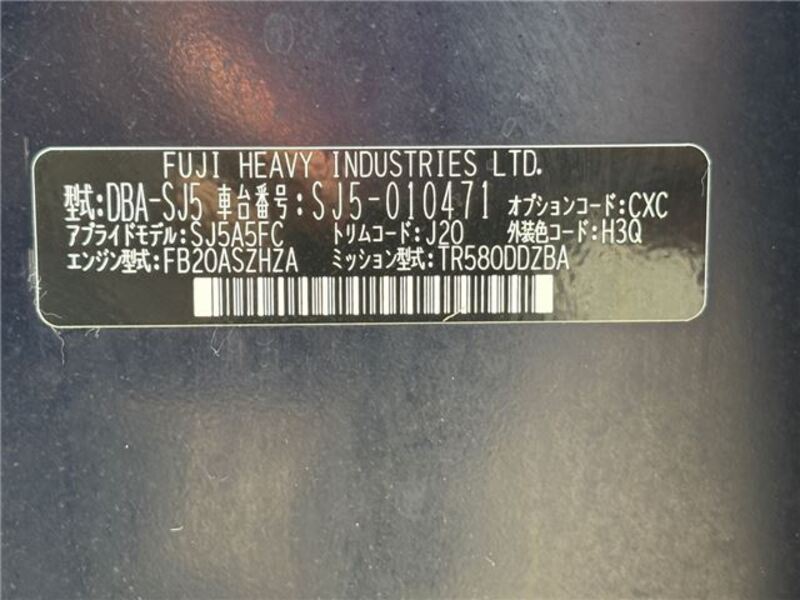 FUJI HEAVY INDUSTRIES LTD.
型式:DBA-SJ5 車台番号:SJ5-010471 オプションコード:CXC
アプライドモデル:SJ5A5FC トリムコード:J20 外装色コード:H3Q
エンジン型式:FB20ASZHZA ミッション型式:TR580DDZBA